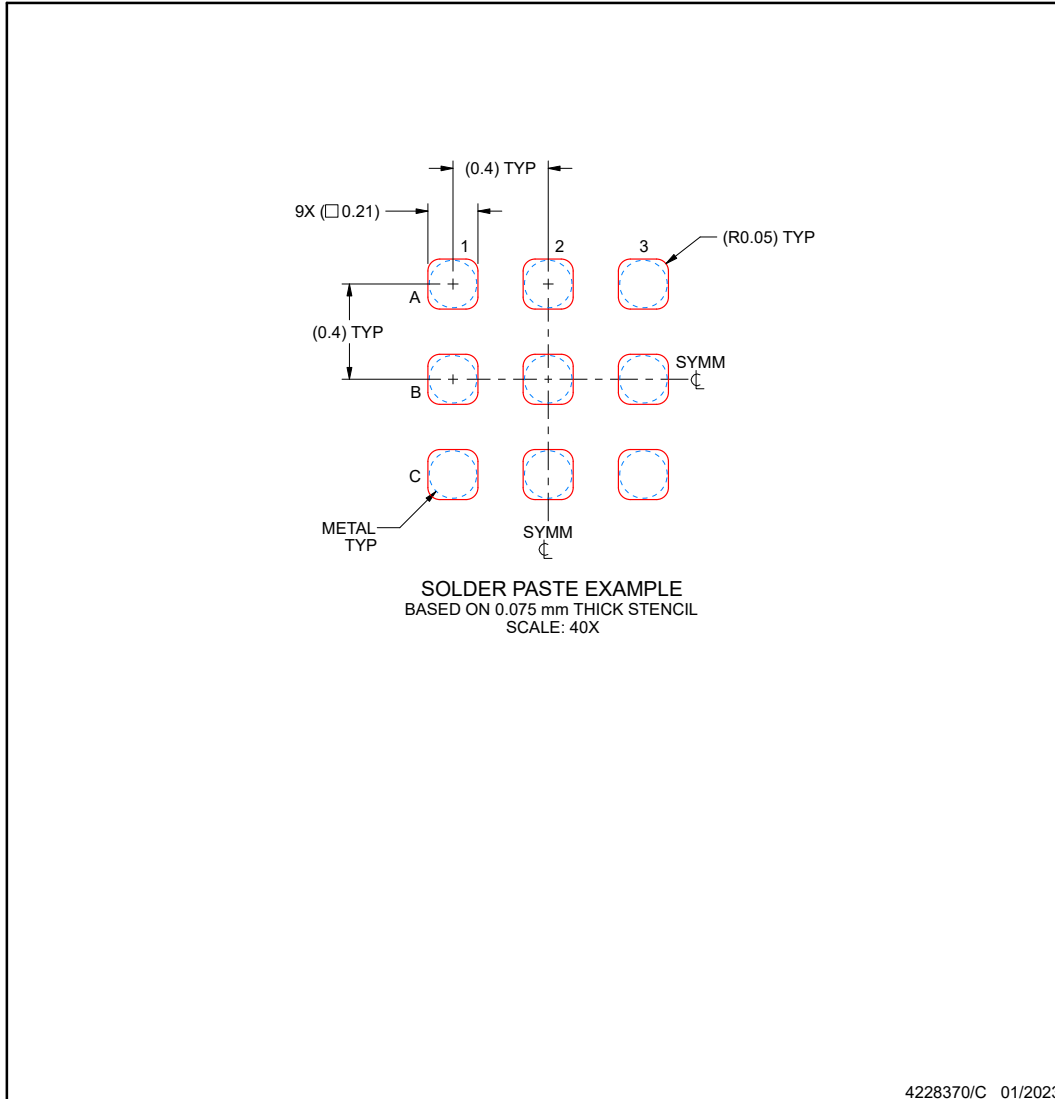 (0.4) TYP
9X (□ 0.21)
1
2
3
(R0.05) TYP
A
(0.4) TYP
SYMM
B
C
METAL
TYP
SYMM
SOLDER PASTE EXAMPLE
BASED ON 0.075 mm THICK STENCIL
SCALE: 40X
4228370/C 01/2023